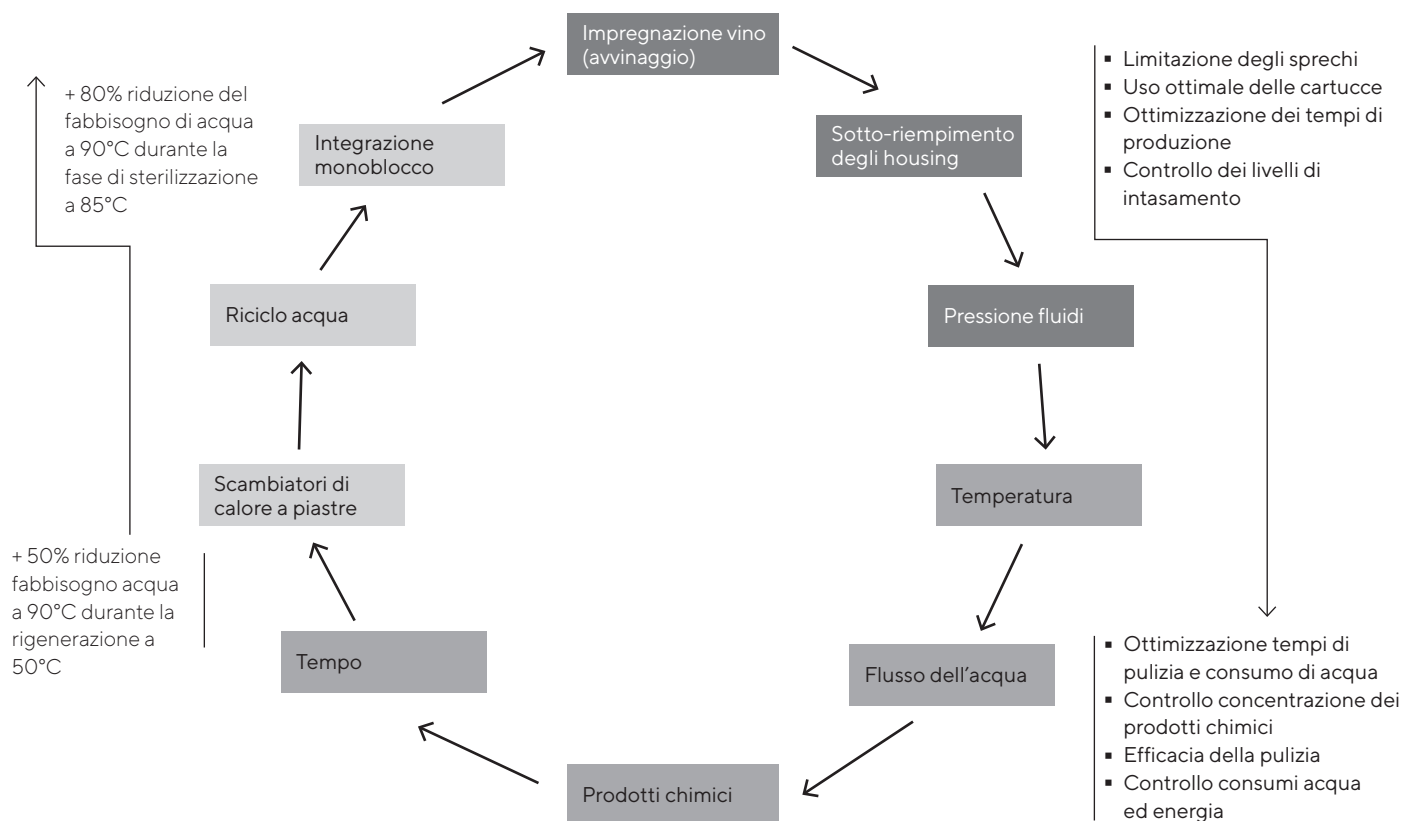 Impregnazione vino
(avvinaggio)
Sotto-riempimento
degli housing
Pressione fluidi
Temperatura
Flusso dell'acqua
Prodotti chimici
Tempo
Scambiatori di
calore a piastre
Riciclo acqua
Integrazione
monoblocco
+ 80% riduzione del
fabbisogno di acqua
a 90°C durante la
fase di sterilizzazione
a 85°C
+ 50% riduzione
fabbisogno acqua
a 90°C durante la
rigenerazione a
50°C
▪ Limitazione degli sprechi
▪ Uso ottimale delle cartucce
▪ Ottimizzazione dei tempi di
produzione
▪ Controllo dei livelli di
intasamento
▪ Ottimizzazione tempi di
pulizia e consumo di acqua
▪ Controllo concentrazione dei
prodotti chimici
▪ Efficacia della pulizia
▪ Controllo consumi acqua
ed energia